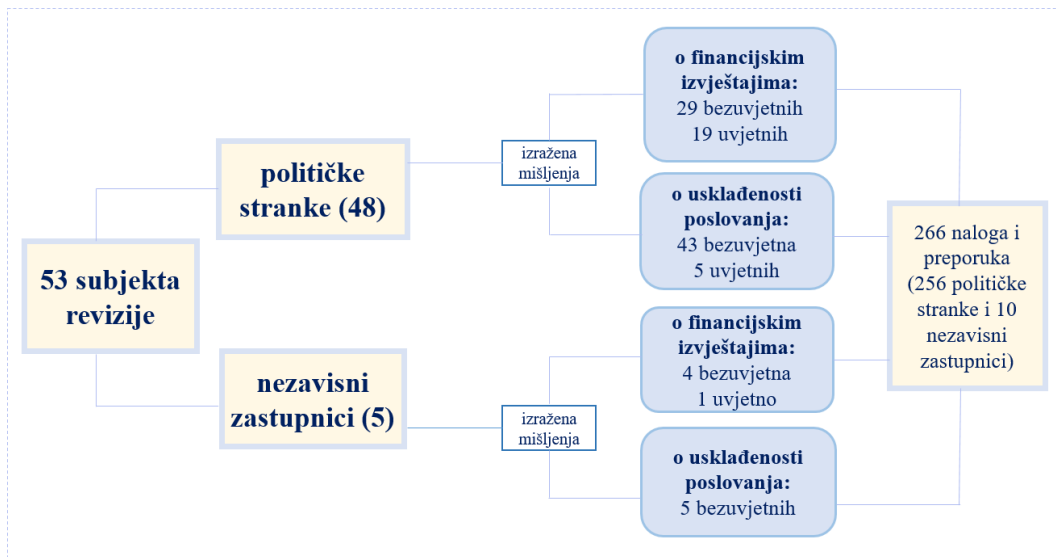 53 subjekta
revizije
političke
stranke (48)
izražena
mišljenja
o financijskim
izvještajima:
29 bezuvjetnih
19 uvjetnih
o usklađenosti
poslovanja:
43 bezuvjetna
5 uvjetnih
nezavisni
zastupnici (5)
izražena
mišljenja
o financijskim
izvještajima:
4 bezuvjetna
1 uvjetno
o usklađenosti
poslovanja:
5 bezuvjetnih
266 naloga i
preporuka
(256 političke
stranke i 10
nezavisni
zastupnici)